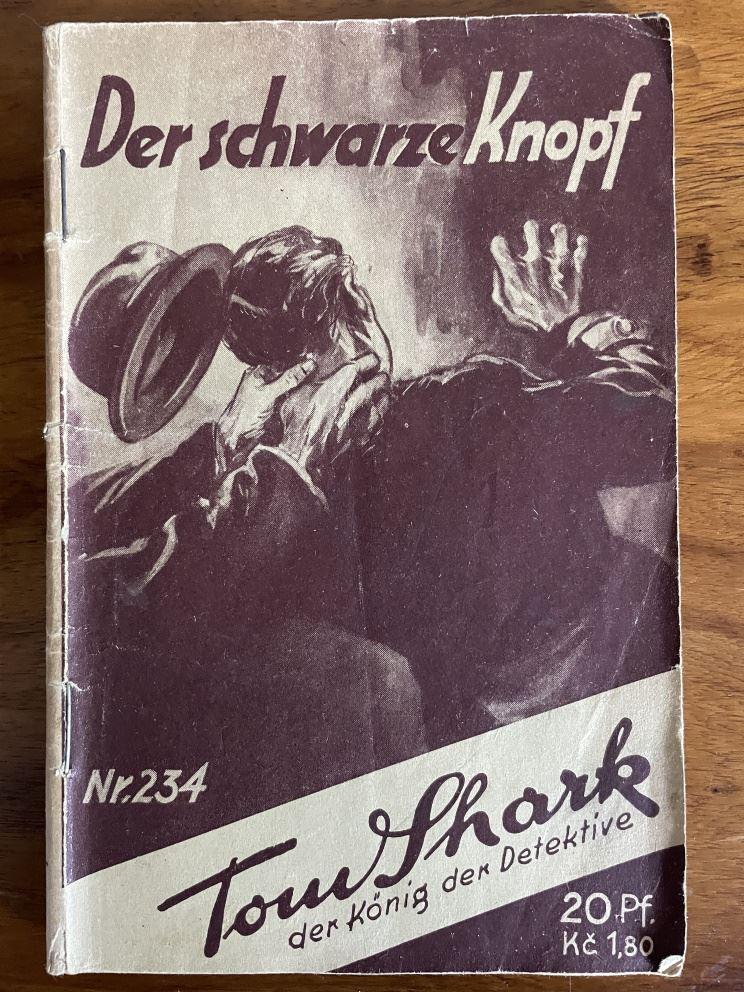 Der schwarze Knopf
Nr. 234
Tom Shark
der König der Detektive
20 Pf.
Kč 1,80